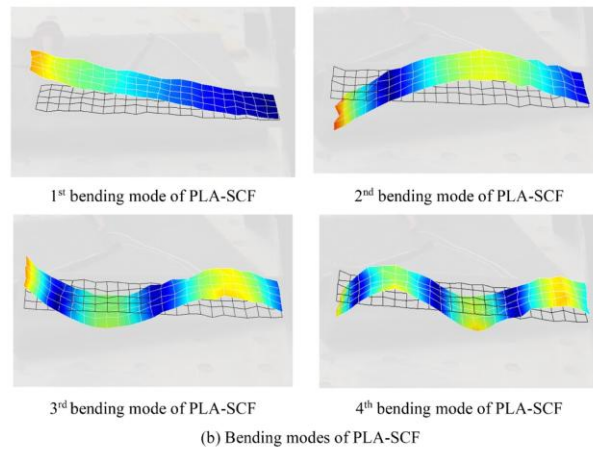 1st bending mode of PLA-SCF
2nd bending mode of PLA-SCF
3rd bending mode of PLA-SCF
4th bending mode of PLA-SCF
(b) Bending modes of PLA-SCF